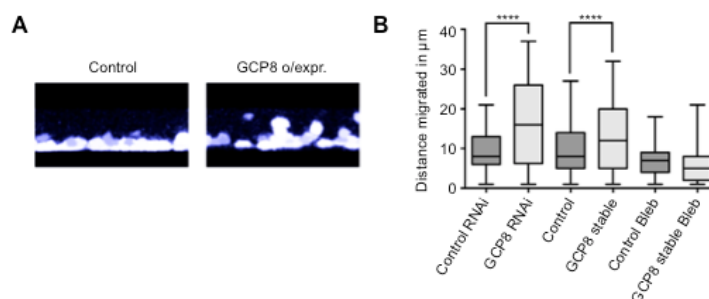 A
Control
GCP8 o/expr.
B
****
****
Distance migrated in µm
40
30
20
10
0
Control RNAi
GCP8 RNAi
Control
GCP8 stable
Control Bleb
GCP8 stable Bleb